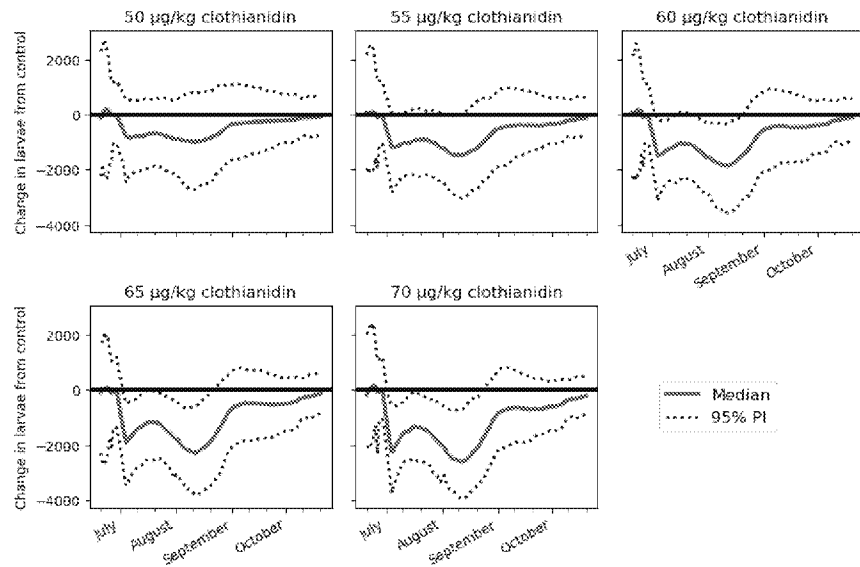 50 µg/kg clothianidin
55 µg/kg clothianidin
60 µg/kg clothianidin
Change in larvae from control
2000
0
−2000
−4000
July
August
September
October
65 µg/kg clothianidin
70 µg/kg clothianidin
Change in larvae from control
2000
0
−2000
−4000
July
August
September
October
July
August
September
October
Median
95% PI